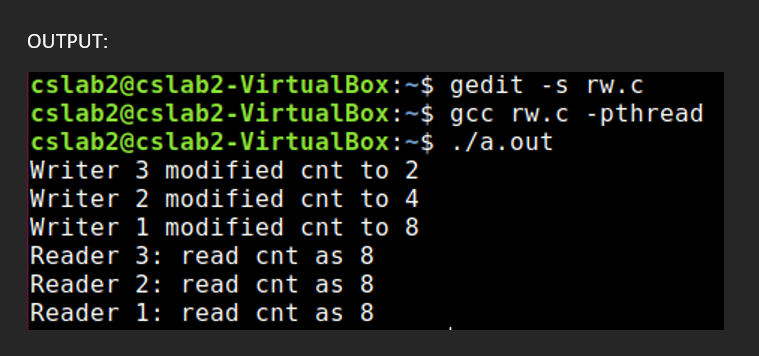 OUTPUT:
cslab2@cslab2-VirtualBox:~$ gedit -s rw.c
cslab2@cslab2-VirtualBox:~$ gcc rw.c -pthread
cslab2@cslab2-VirtualBox:~$ ./a.out
Writer 3 modified cnt to 2
Writer 2 modified cnt to 4
Writer 1 modified cnt to 8
Reader 3: read cnt as 8
Reader 2: read cnt as 8
Reader 1: read cnt as 8